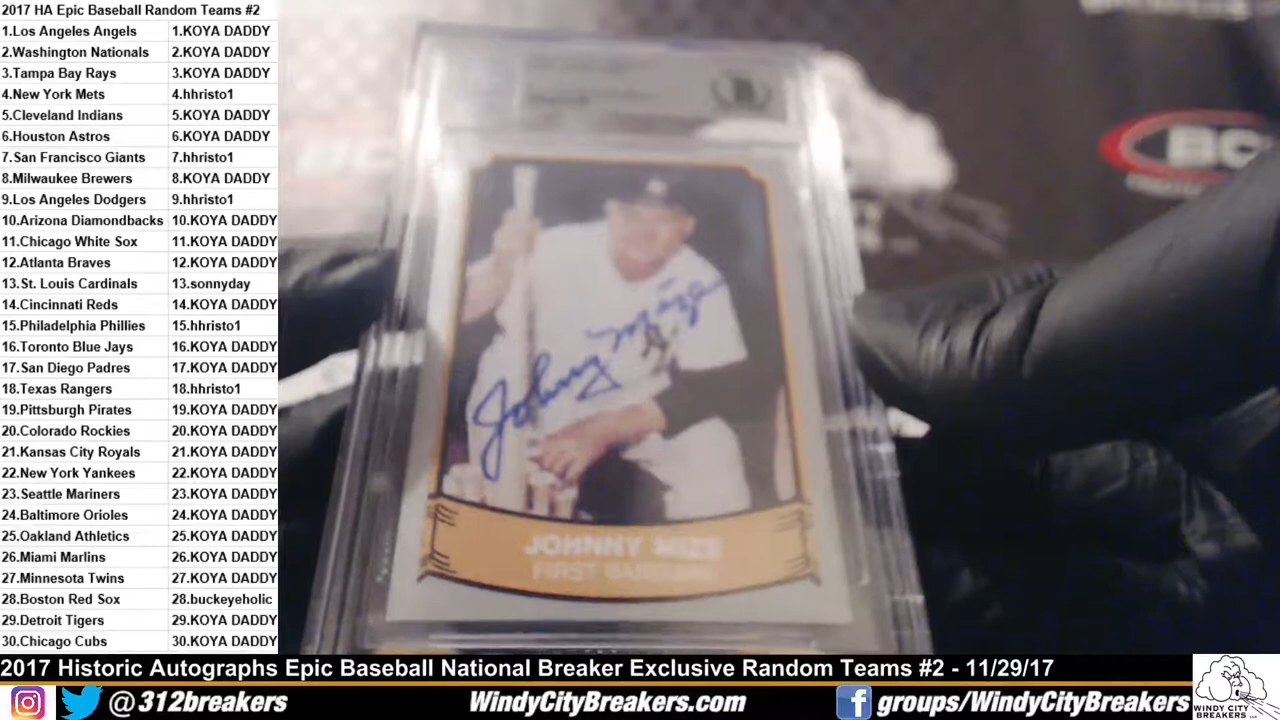 2017 HA Epic Baseball Random Teams #2
1.Los Angeles Angels 1.KOYA DADDY
2.Washington Nationals 2.KOYA DADDY
3.Tampa Bay Rays 3.KOYA DADDY
4.New York Mets 4.hhristo1
5.Cleveland Indians 5.KOYA DADDY
6.Houston Astros 6.KOYA DADDY
7.San Francisco Giants 7.hhristo1
8.Milwaukee Brewers 8.KOYA DADDY
9.Los Angeles Dodgers 9.hhristo1
10.Arizona Diamondbacks 10.KOYA DADDY
11.Chicago White Sox 11.KOYA DADDY
12.Atlanta Braves 12.KOYA DADDY
13.St. Louis Cardinals 13.sonnyday
14.Cincinnati Reds 14.KOYA DADDY
15.Philadelphia Phillies 15.hhristo1
16.Toronto Blue Jays 16.KOYA DADDY
17.San Diego Padres 17.KOYA DADDY
18.Texas Rangers 18.hhristo1
19.Pittsburgh Pirates 19.KOYA DADDY
20.Colorado Rockies 20.KOYA DADDY
21.Kansas City Royals 21.KOYA DADDY
22.New York Yankees 22.KOYA DADDY
23.Seattle Mariners 23.KOYA DADDY
24.Baltimore Orioles 24.KOYA DADDY
25.Oakland Athletics 25.KOYA DADDY
26.Miami Marlins 26.KOYA DADDY
27.Minnesota Twins 27.KOYA DADDY
28.Boston Red Sox 28.buckeyeholic
29.Detroit Tigers 29.KOYA DADDY
30.Chicago Cubs 30.KOYA DADDY
BC
Johnny Mize
JOHNNY MIZE
FIRST
2017 Historic Autographs Epic Baseball National Breaker Exclusive Random Teams #2 - 11/29/17
@312breakers WindyCityBreakers.com groups/WindyCityBreakers
WINDY CITY
BREAKERS